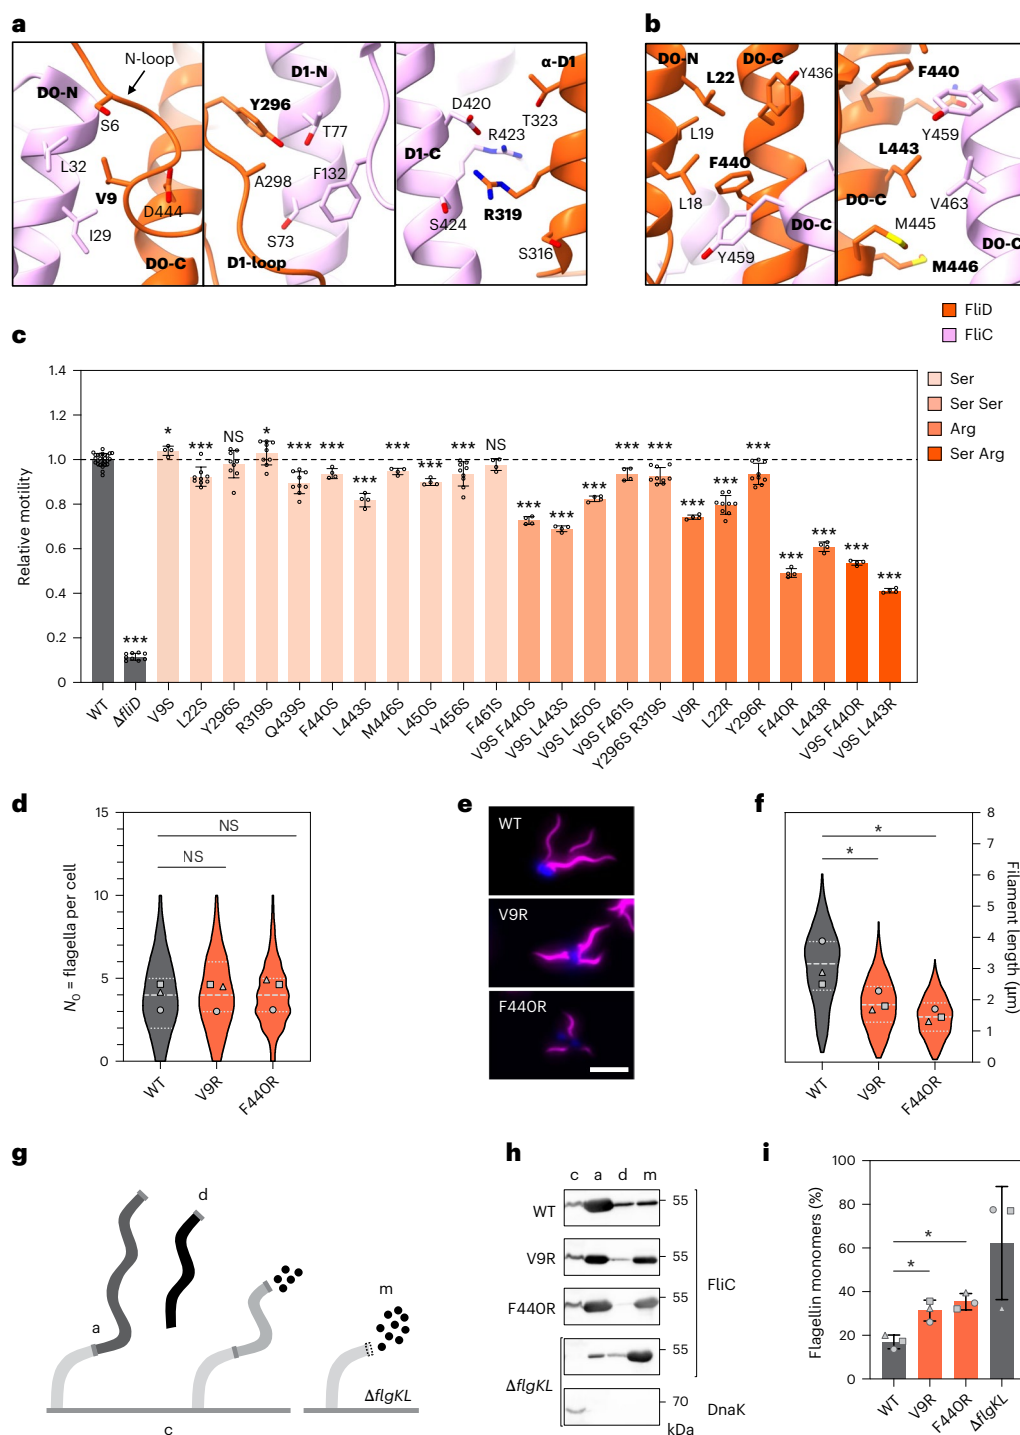 a
N-loop
D0-N
S6
L32
V9
I29
D444
D0-C
D1-N
Y296
T77
A298
F132
S73
D1-loop
α-D1
D420
T323
R423
D1-C
R319
S424
S316
b
D0-N
D0-C
L22
Y436
L19
F440
L18
D0-C
Y459
F440
Y459
L443
V463
D0-C
M445
D0-C
M446
FliD
FliC
c
Relative motility
1.4
1.2
1.0
0.8
0.6
0.4
0.2
0
*** * *** NS * *** *** *** *** *** *** NS *** *** *** *** *** *** *** *** *** *** *** ***
WT
ΔfliD
V9S
L22S
Y296S
R319S
Q439S
F440S
L443S
M446S
L450S
Y456S
F461S
V9S F440S
V9S L443S
V9S L450S
V9S F461S
Y296S R319S
V9R
L22R
Y296R
F440R
L443R
V9S F440R
V9S L443R
Ser
Ser Ser
Arg
Ser Arg
d
N0 = flagella per cell
15
10
5
0
NS
NS
WT
V9R
F440R
e
WT
V9R
F440R
f
*
*
8
7
6
5
4
3
2
1
0
Filament length (μm)
WT
V9R
F440R
g
d
a
m
ΔflgKL
c
h
c a d m
WT
55
V9R
55
F440R
55
FliC
55
ΔflgKL
70
DnaK
kDa
i
Flagellin monomers (%)
100
80
60
40
20
0
*
*
WT
V9R
F440R
ΔflgKL